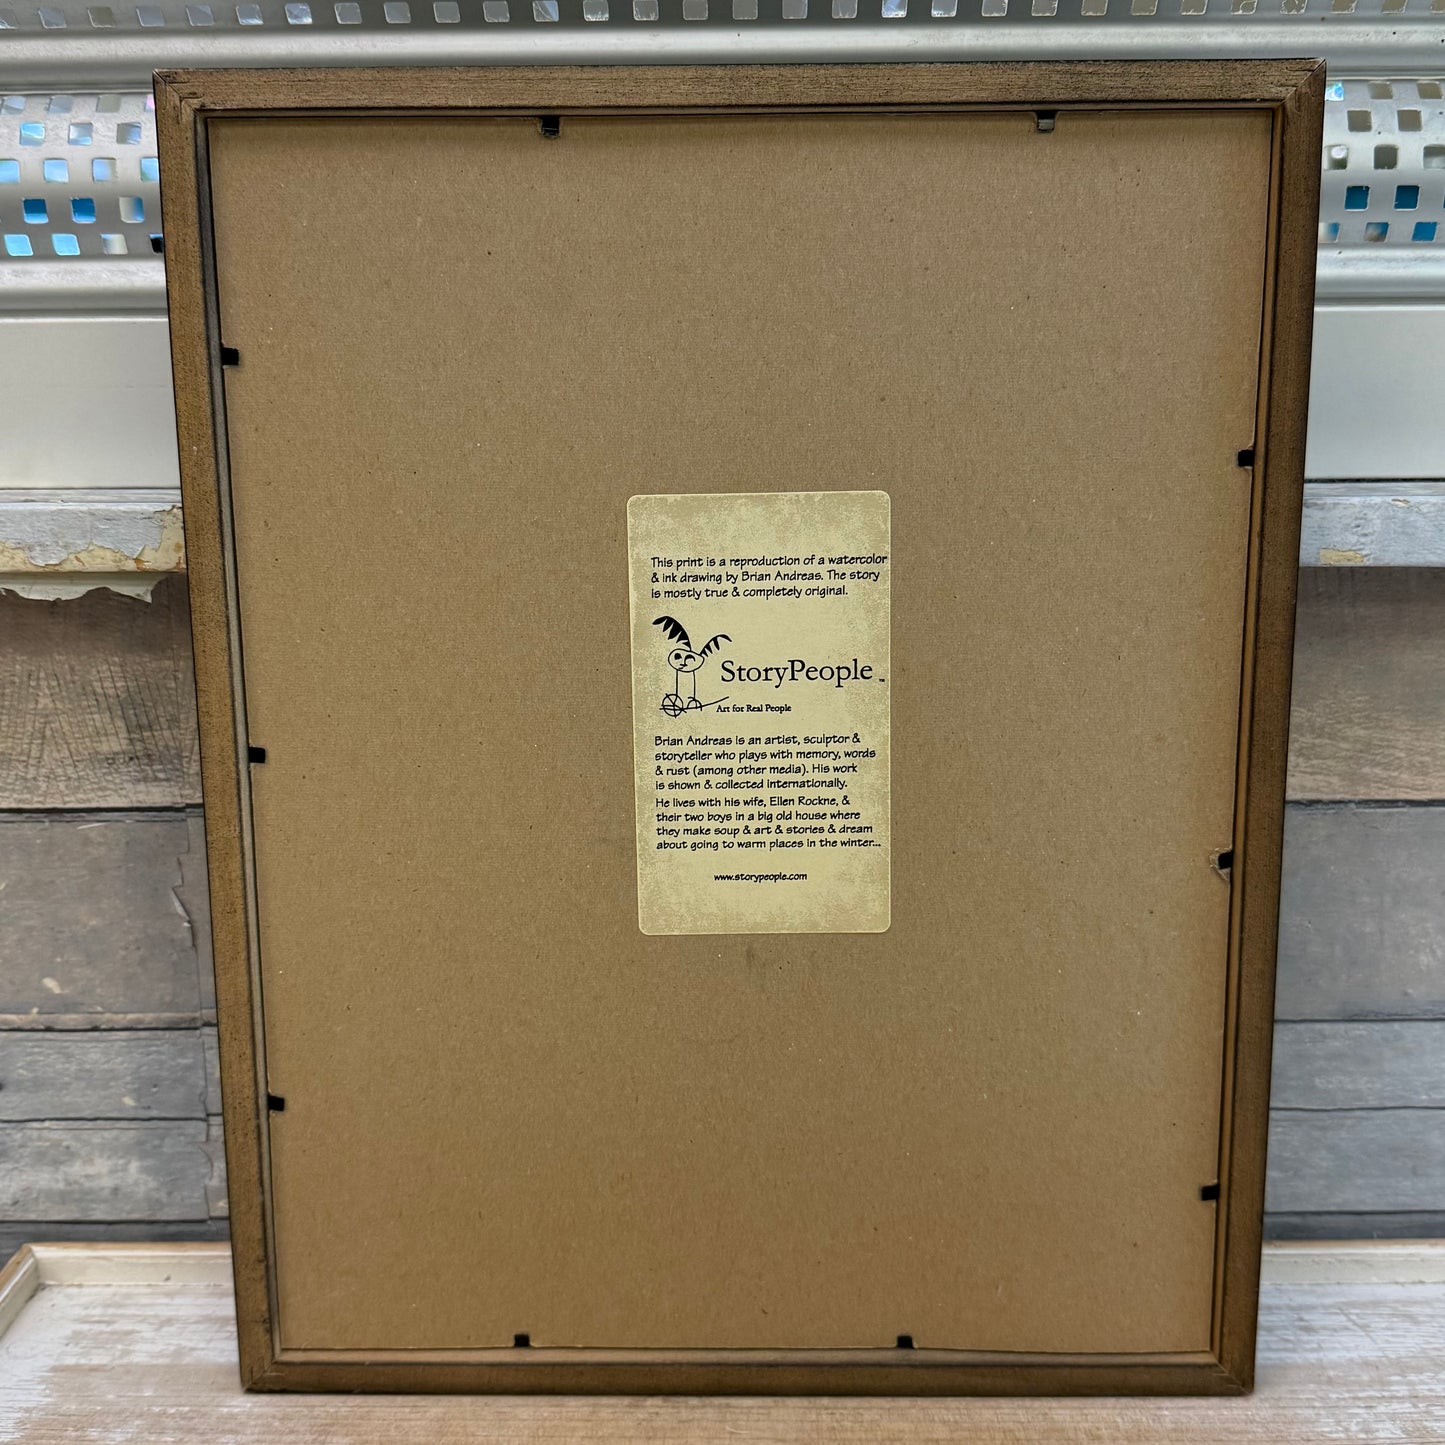 This print is a reproduction of a watercolor
& ink drawing by Brian Andreas. The story
is mostly true & completely original.
StoryPeople ™
Art for Real People
Brian Andreas is an artist, sculptor &
storyteller who plays with memory, words
& rust (among other media). His work
is shown & collected internationally.
He lives with his wife, Ellen Rockne, &
their two boys in a big old house where
they make soup & art & stories & dream
about going to warm places in the winter...
www.storypeople.com